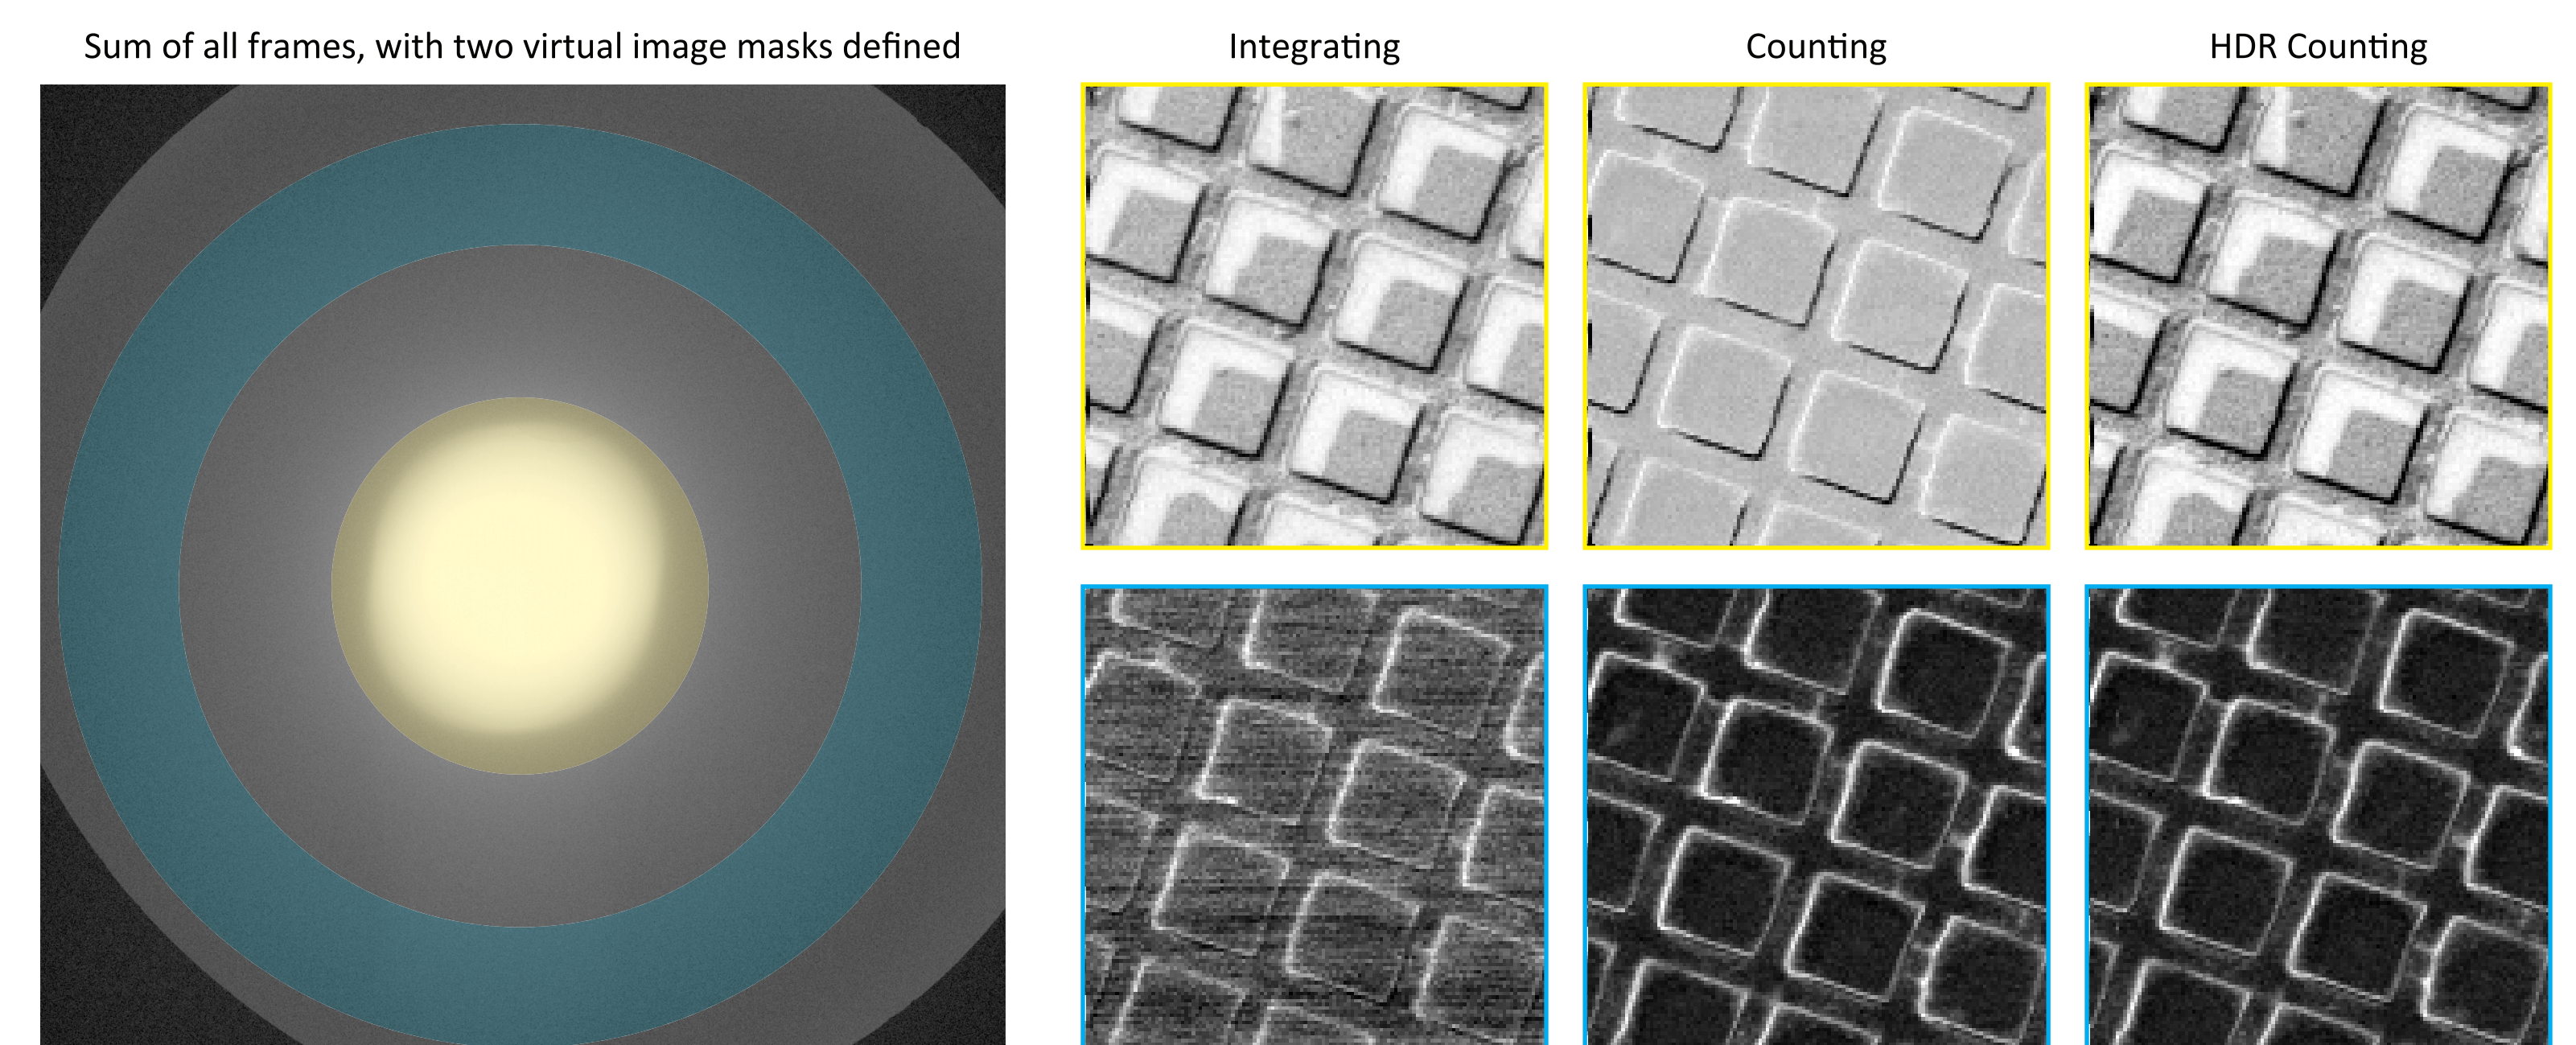 Sum of all frames, with two virtual image masks defined
Integrating
Counting
HDR Counting